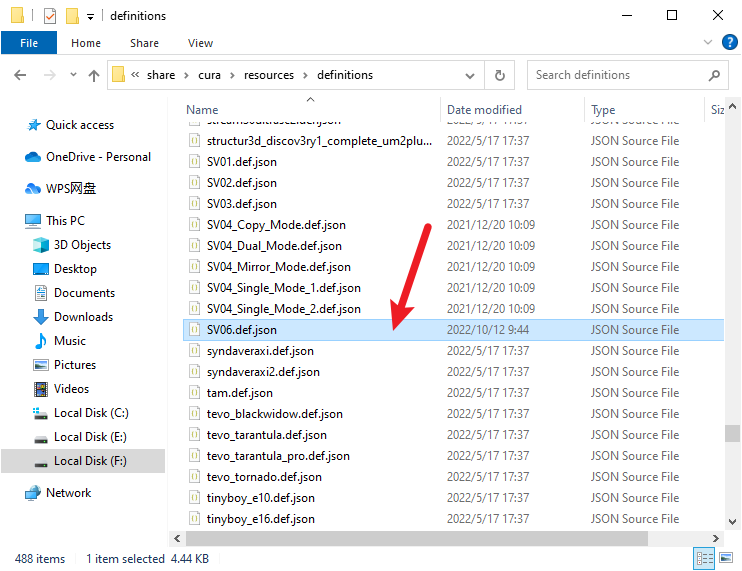 definitions
File Home Share View
« share › cura › resources › definitions
Search definitions
Name Date modified Type Siz
Quick access
OneDrive - Personal
WPS网盘
This PC
3D Objects
Desktop
Documents
Downloads
Music
Pictures
Videos
Local Disk (C:)
Local Disk (E:)
Local Disk (F:)
Network
structur3d_discov3ry1_complete_um2plu... 2022/5/17 17:37 JSON Source File
SV01.def.json 2022/5/17 17:37 JSON Source File
SV02.def.json 2022/5/17 17:37 JSON Source File
SV03.def.json 2022/5/17 17:37 JSON Source File
SV04_Copy_Mode.def.json 2021/12/20 10:09 JSON Source File
SV04_Dual_Mode.def.json 2021/12/20 10:09 JSON Source File
SV04_Mirror_Mode.def.json 2021/12/20 10:09 JSON Source File
SV04_Single_Mode_1.def.json 2021/12/20 10:09 JSON Source File
SV04_Single_Mode_2.def.json 2021/12/20 10:09 JSON Source File
SV06.def.json 2022/10/12 9:44 JSON Source File
syndaveraxi.def.json 2022/5/17 17:37 JSON Source File
syndaveraxi2.def.json 2022/5/17 17:37 JSON Source File
tam.def.json 2022/5/17 17:37 JSON Source File
tevo_blackwidow.def.json 2022/5/17 17:37 JSON Source File
tevo_tarantula.def.json 2022/5/17 17:37 JSON Source File
tevo_tarantula_pro.def.json 2022/5/17 17:37 JSON Source File
tevo_tornado.def.json 2022/5/17 17:37 JSON Source File
tinyboy_e10.def.json 2022/5/17 17:37 JSON Source File
tinyboy_e16.def.json 2022/5/17 17:37 JSON Source File
488 items 1 item selected 4.44 KB